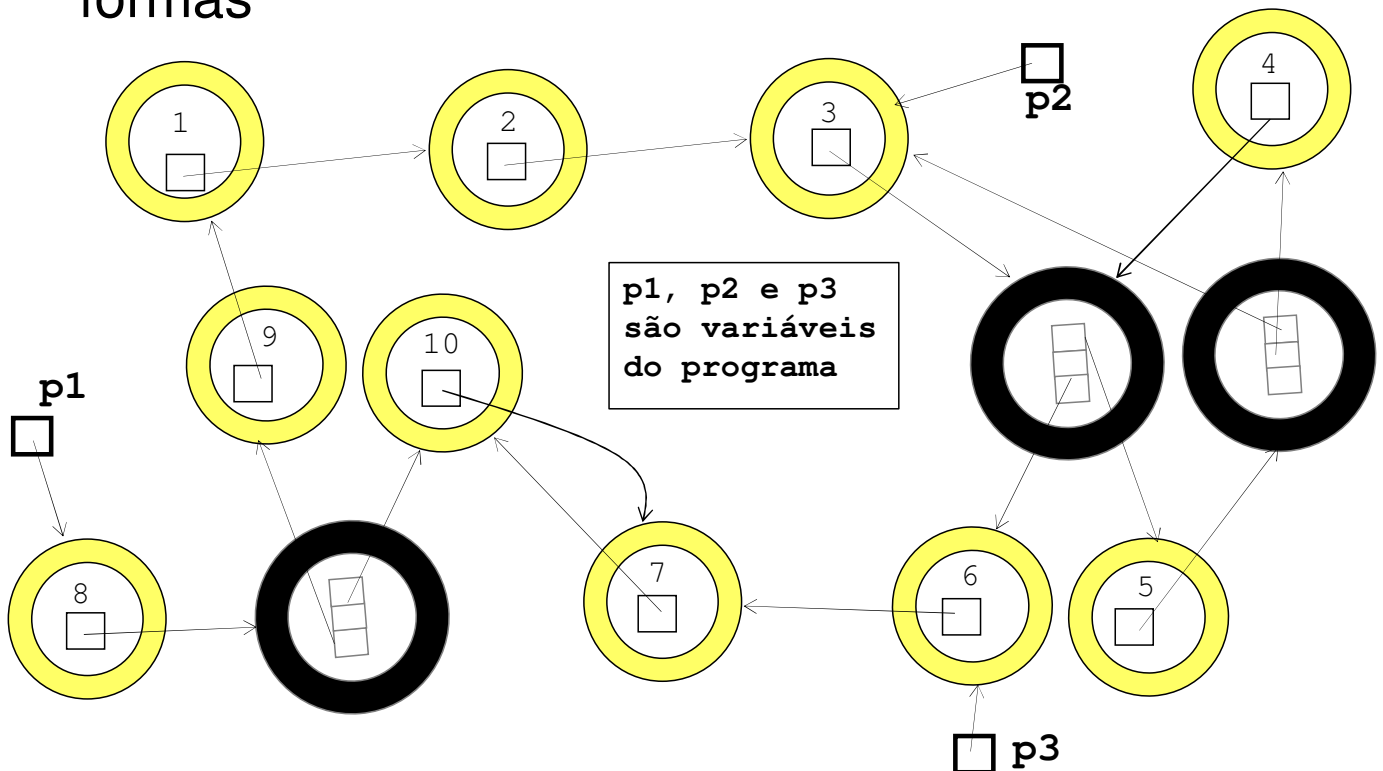 formas
p2
4
1
2
3
p1, p2 e p3
são variáveis
do programa
9
10
p1
8
7
6
5
p3